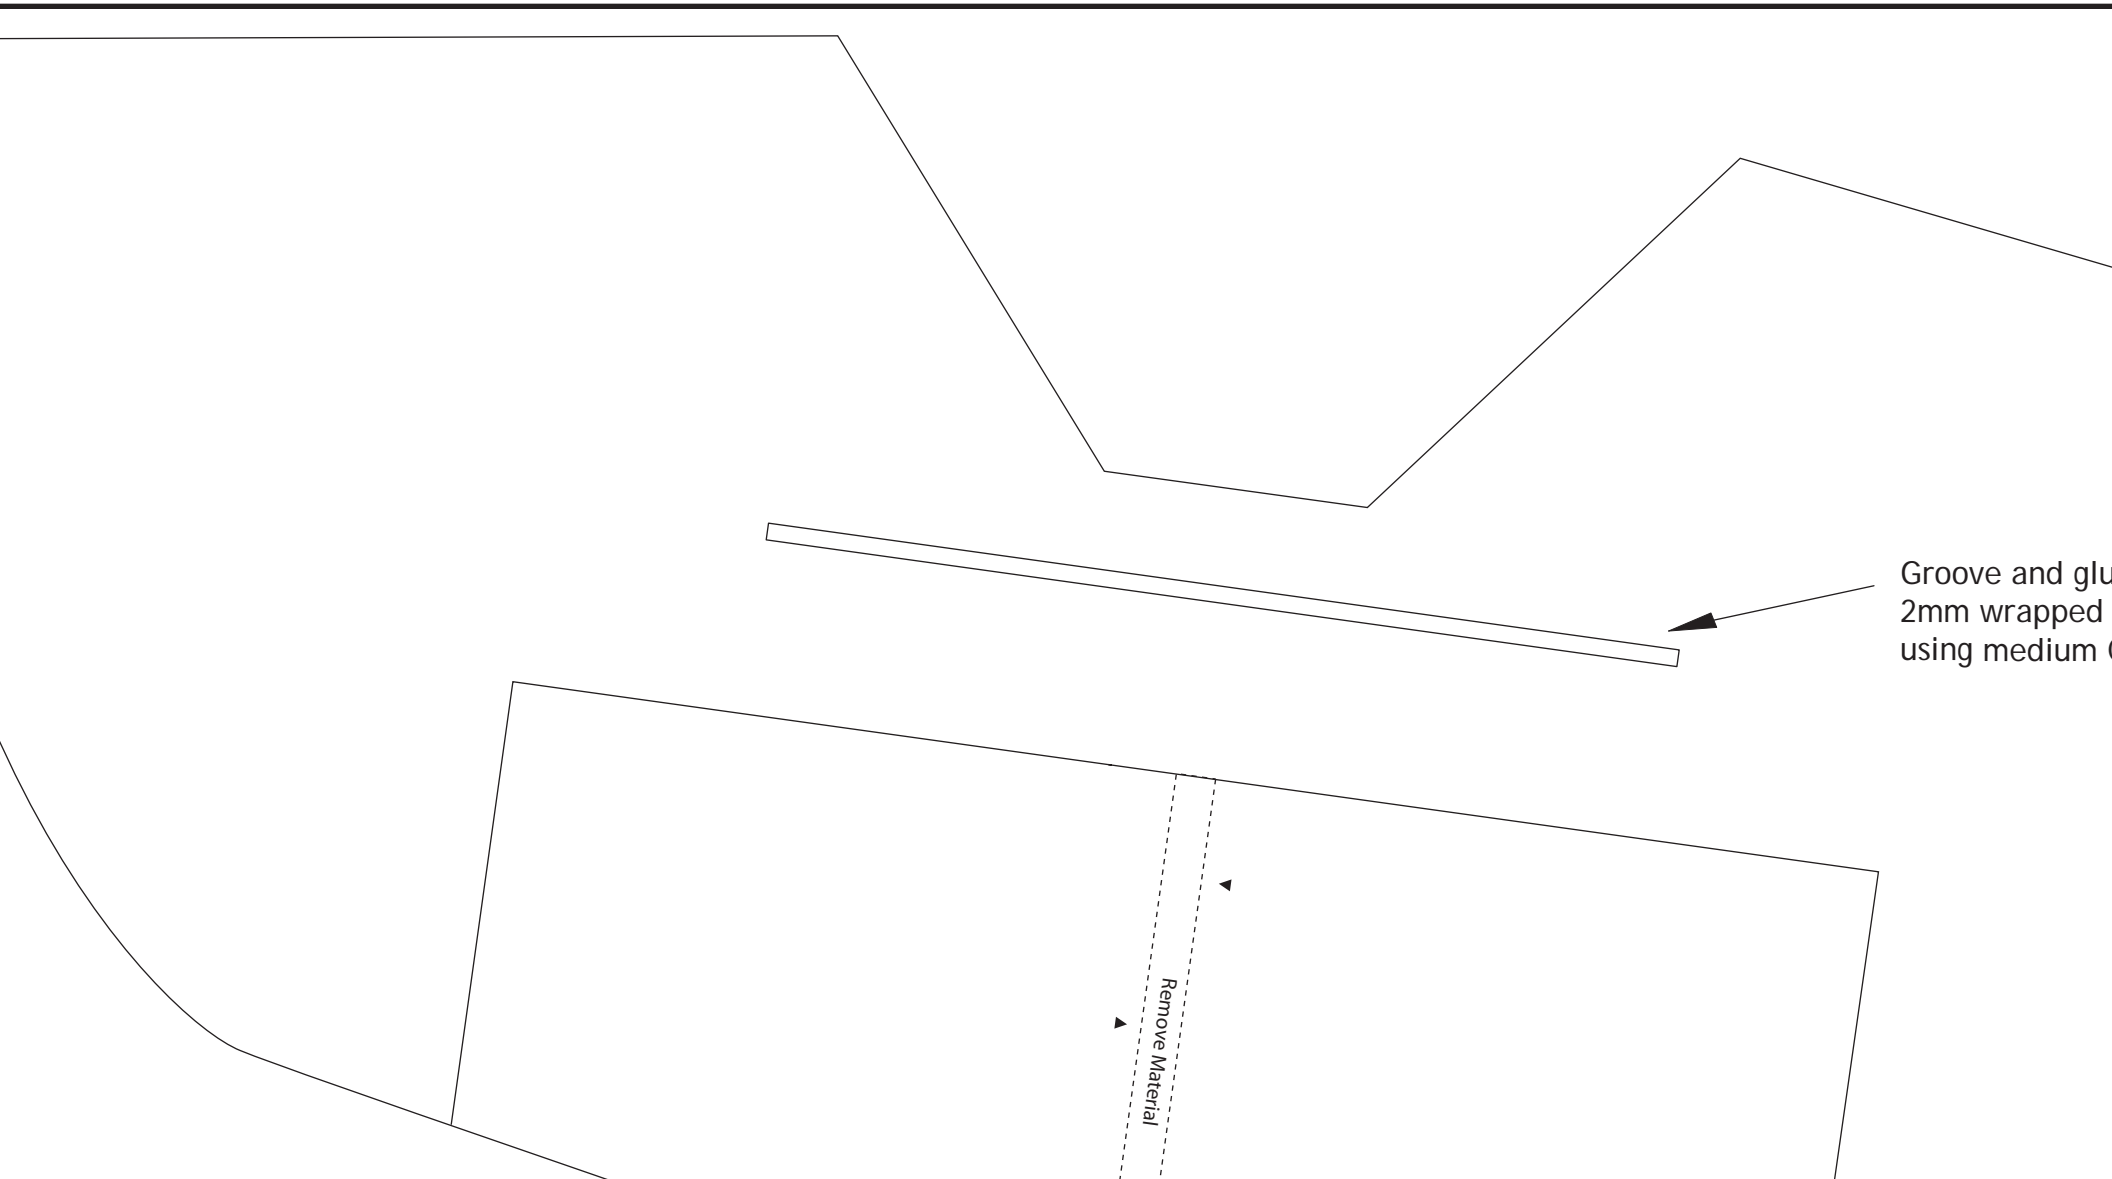 Groove and glu
2mm wrapped
using medium
Remove Material